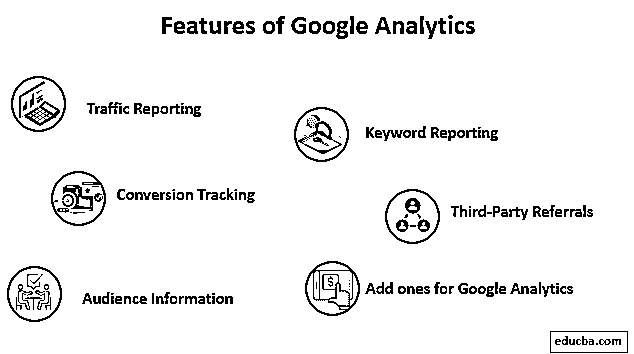 Features of Google Analytics
Traffic Reporting
Keyword Reporting
Conversion Tracking
Third-Party Referrals
Audience Information
Add ones for Google Analytics
educba.com